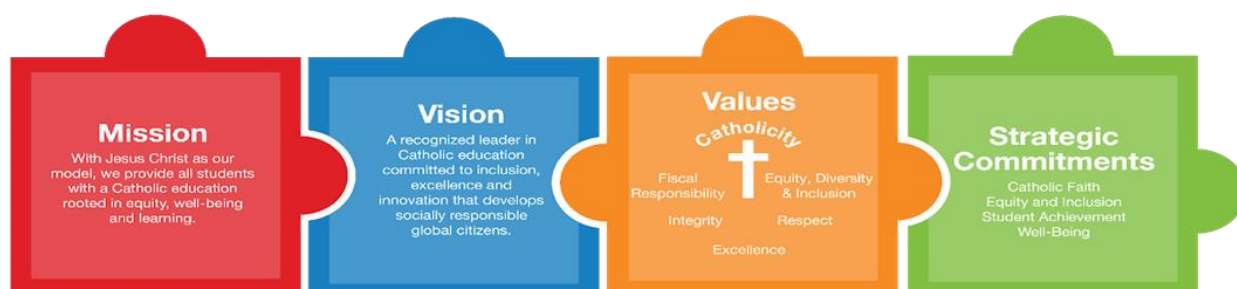 Mission
With Jesus Christ as our
model, we provide all students
with a Catholic education
rooted in equity, well-being
and learning.
Vision
A recognized leader in
Catholic education
committed to inclusion,
excellence and
innovation that develops
socially responsible
global citizens.
Values
Catholicity
Fiscal
Responsibility
Equity, Diversity
& Inclusion
Integrity
Respect
Excellence
Strategic
Commitments
Catholic Faith
Equity and Inclusion
Student Achievement
Well-Being